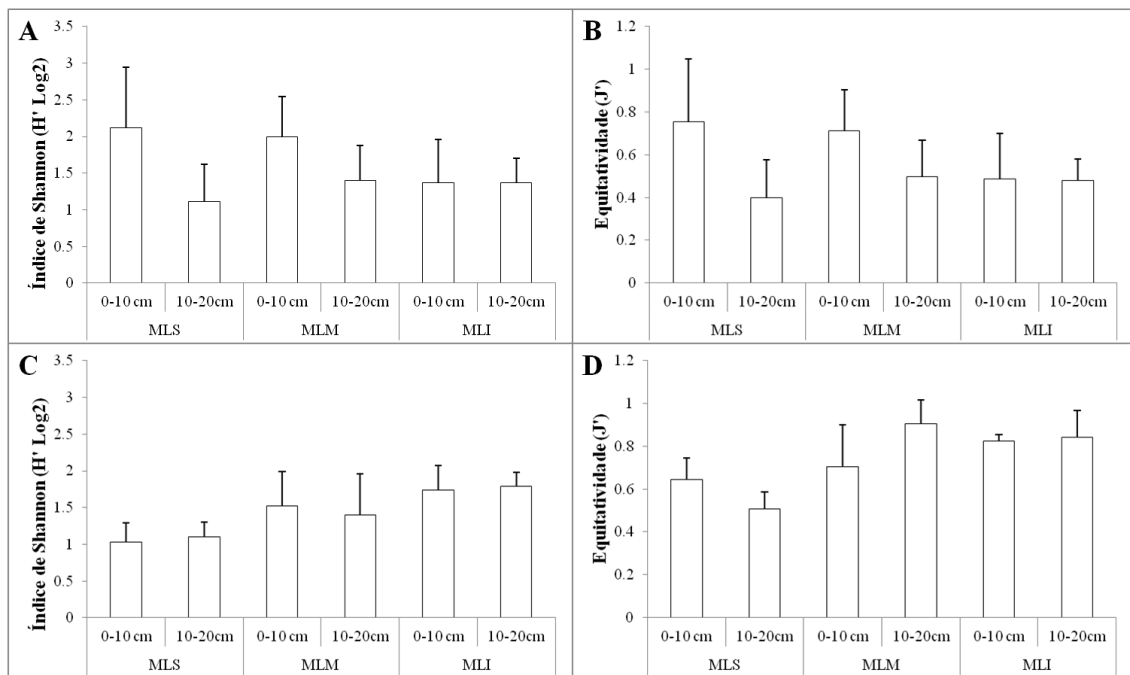 A
Índice de Shannon (H' Log2)
3.5
3
2.5
2
1.5
1
0.5
0
0-10 cm 10-20cm 0-10 cm 10-20cm 0-10 cm 10-20cm
MLS MLM MLI
B
Equitatividade (J')
1.2
1
0.8
0.6
0.4
0.2
0
0-10 cm 10-20cm 0-10 cm 10-20cm 0-10 cm 10-20cm
MLS MLM MLI
C
Índice de Shannon (H' Log2)
3.5
3
2.5
2
1.5
1
0.5
0
0-10 cm 10-20cm 0-10 cm 10-20cm 0-10 cm 10-20cm
MLS MLM MLI
D
Equitatividade (J')
1.2
1
0.8
0.6
0.4
0.2
0
0-10 cm 10-20cm 0-10 cm 10-20cm 0-10 cm 10-20cm
MLS MLM MLI